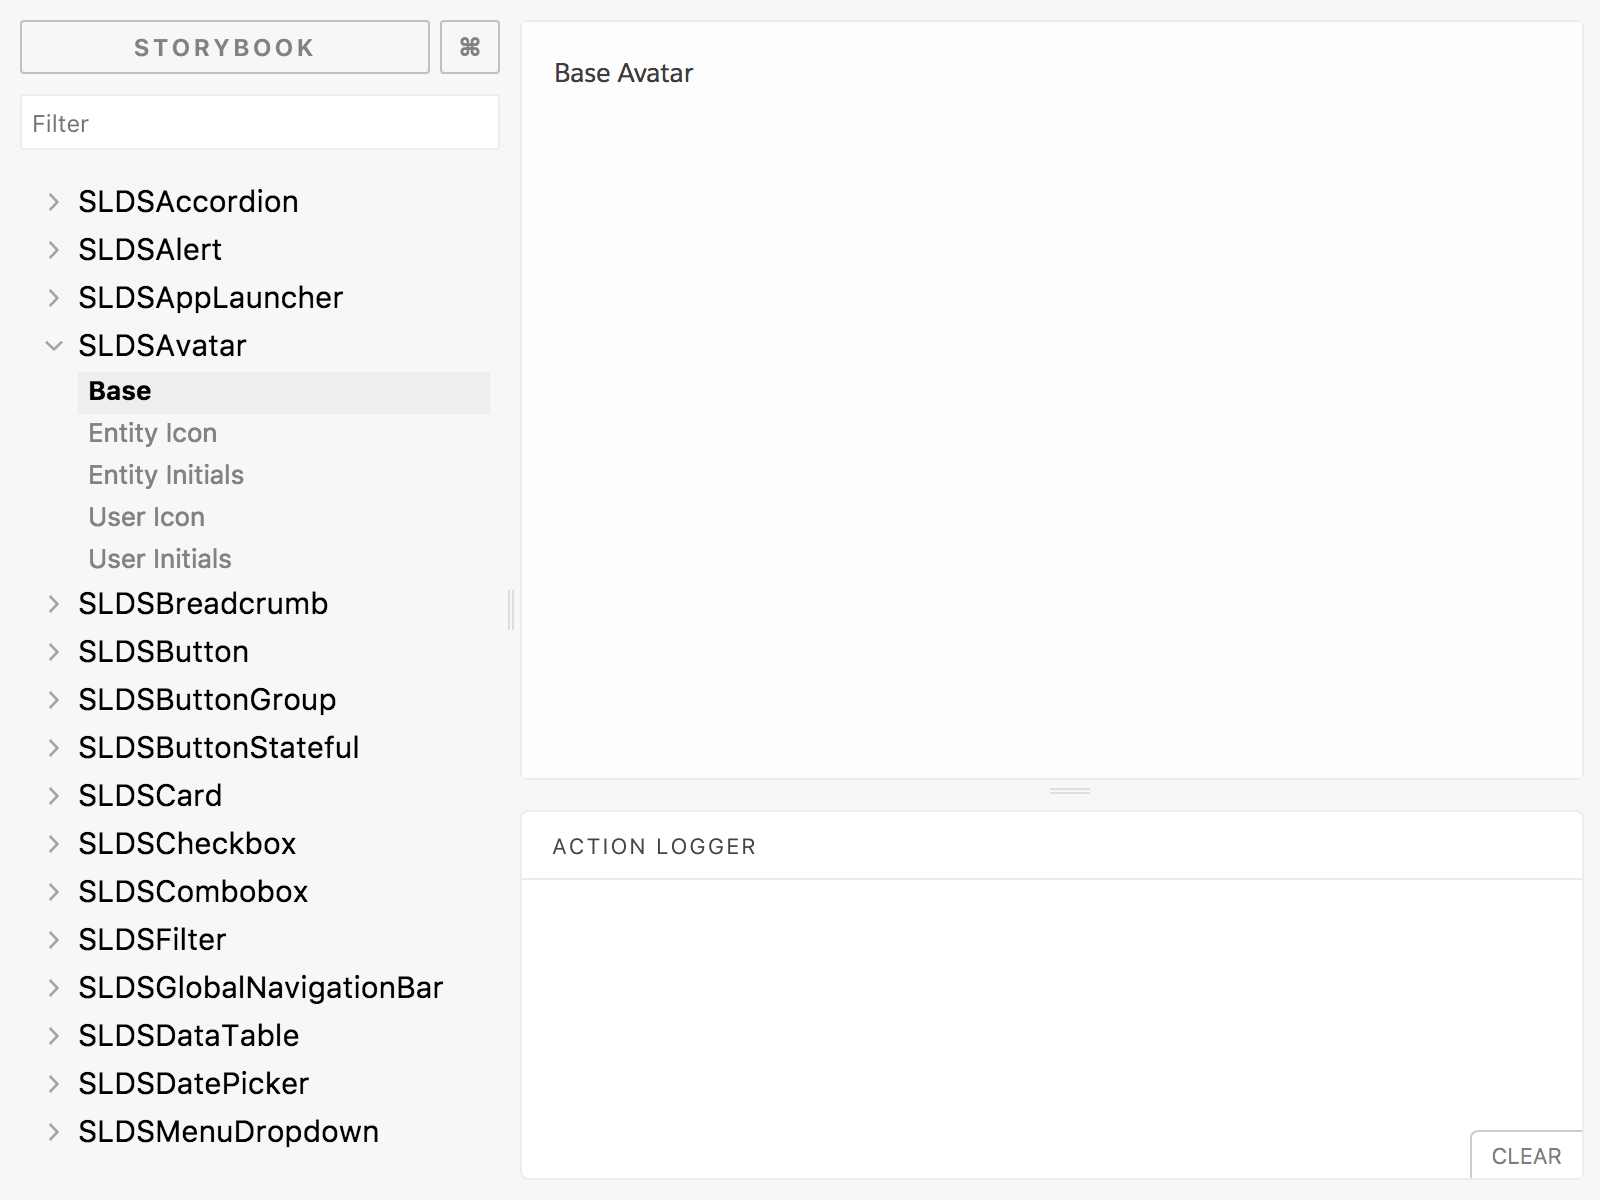 STORYBOOK
⌘
Filter
SLDSAccordion
SLDSAlert
SLDSAppLauncher
SLDSAvatar
Base
Entity Icon
Entity Initials
User Icon
User Initials
SLDSBreadcrumb
SLDSButton
SLDSButtonGroup
SLDSButtonStateful
SLDSCard
SLDSCheckbox
SLDSCombobox
SLDSFilter
SLDSGlobalNavigationBar
SLDSDataTable
SLDSDatePicker
SLDSMenuDropdown
Base Avatar
ACTION LOGGER
CLEAR